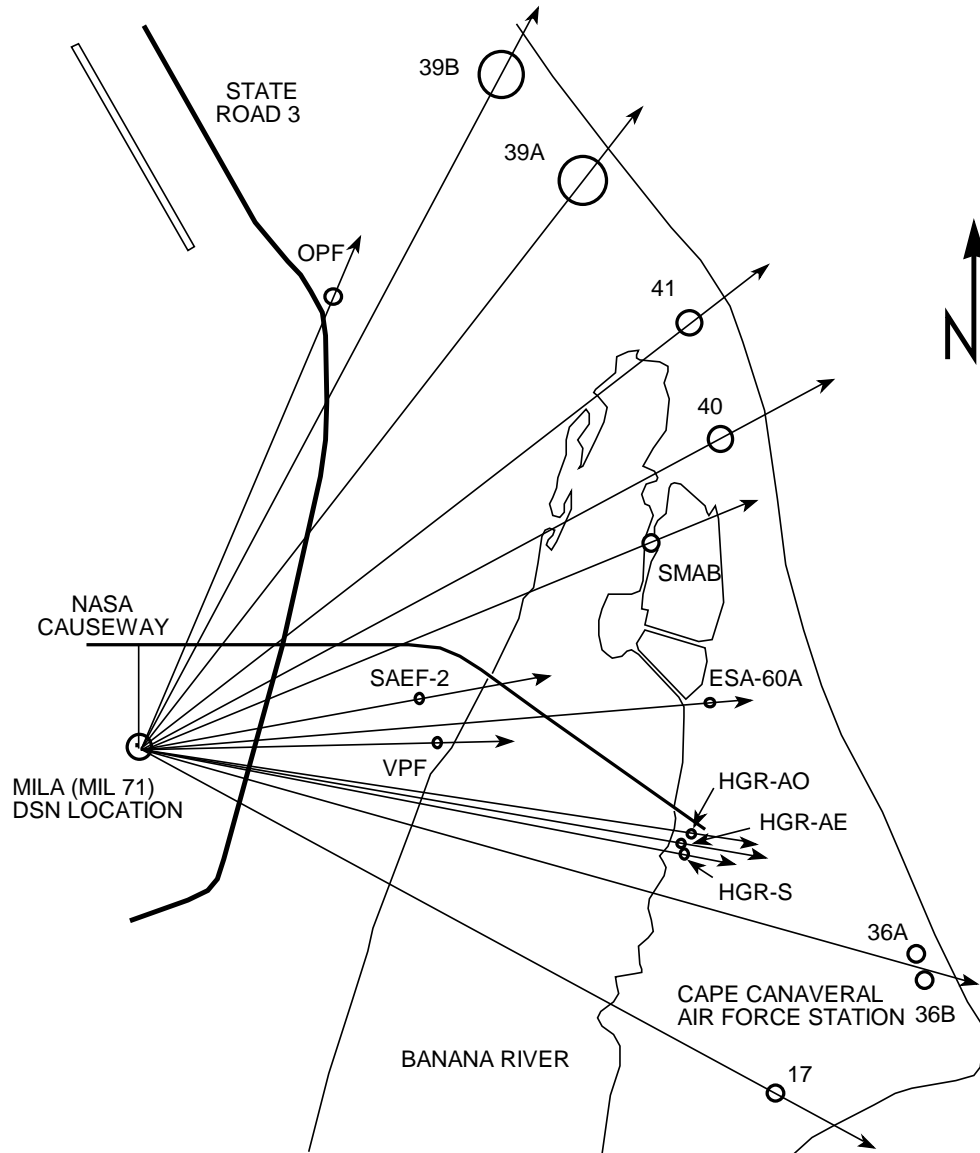 39B
STATE
ROAD 3
39A
OPF
41
N
40
SMAB
NASA
CAUSEWAY
SAEF-2
ESA-60A
VPF
MILA (MIL 71)
DSN LOCATION
HGR-AO
HGR-AE
HGR-S
36A
CAPE CANAVERAL
AIR FORCE STATION
36B
BANANA RIVER
17